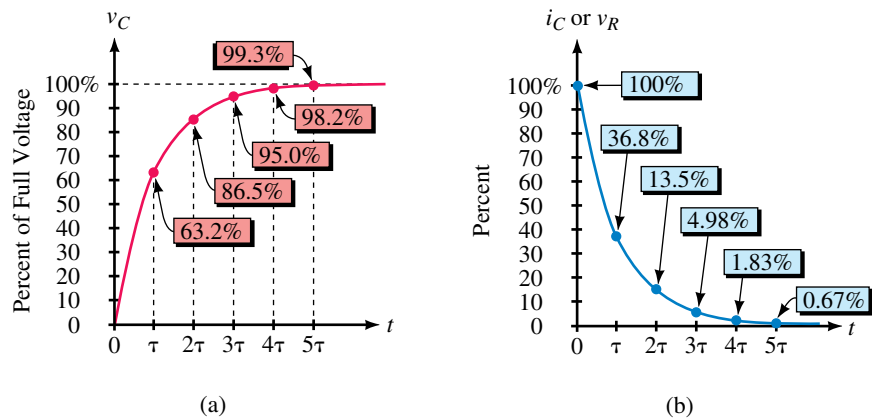 v_C
Percent of Full Voltage
100%
90
80
70
60
50
40
30
20
10
0
99.3%
98.2%
95.0%
86.5%
63.2%
0
τ
2τ
3τ
4τ
5τ
t
(a)
i_C or v_R
Percent
100%
90
80
70
60
50
40
30
20
10
0
100%
36.8%
13.5%
4.98%
1.83%
0.67%
0
τ
2τ
3τ
4τ
5τ
t
(b)